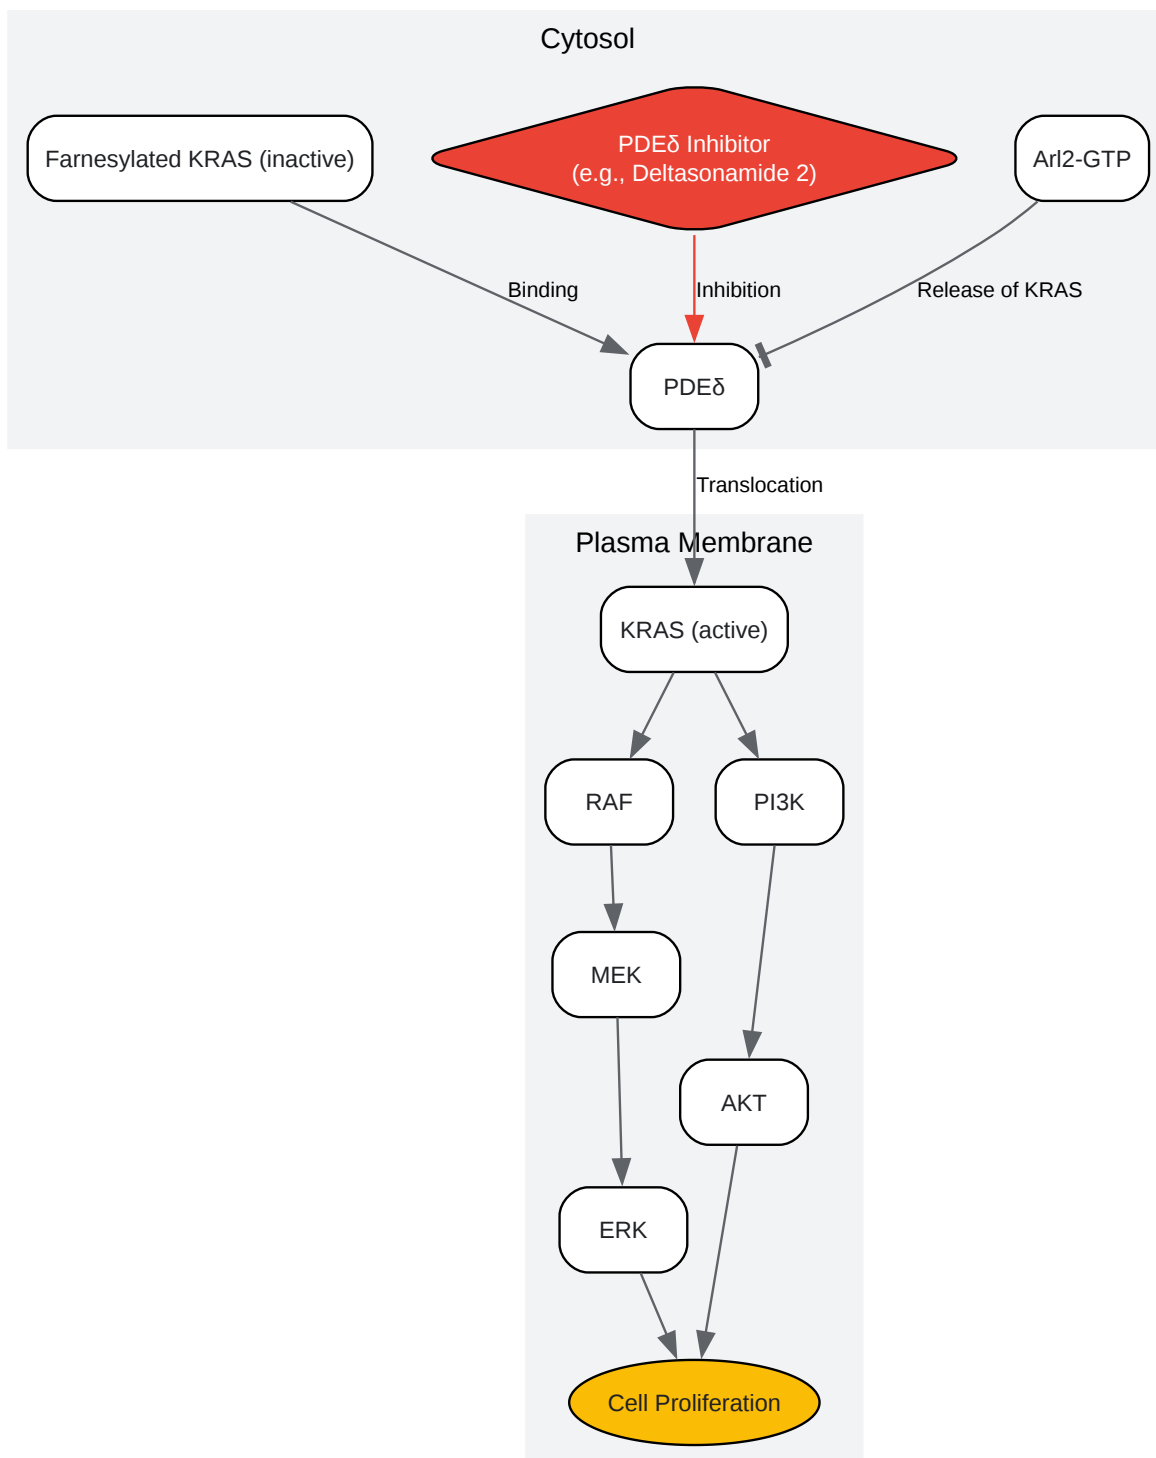 Cytosol
Farnesylated KRAS (inactive)
PDEδ Inhibitor
(e.g., Deltasonamide 2)
Arl2-GTP
Binding
Inhibition
Release of KRAS
PDEδ
Translocation
Plasma Membrane
KRAS (active)
RAF
PI3K
MEK
AKT
ERK
Cell Proliferation